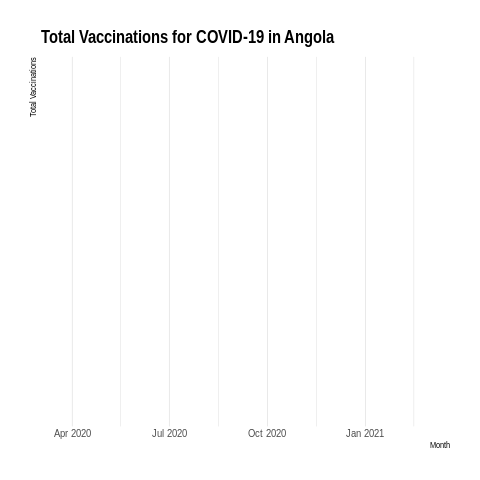 Total Vaccinations for COVID-19 in Angola
Total Vaccinations
Apr 2020 Jul 2020 Oct 2020 Jan 2021
Month